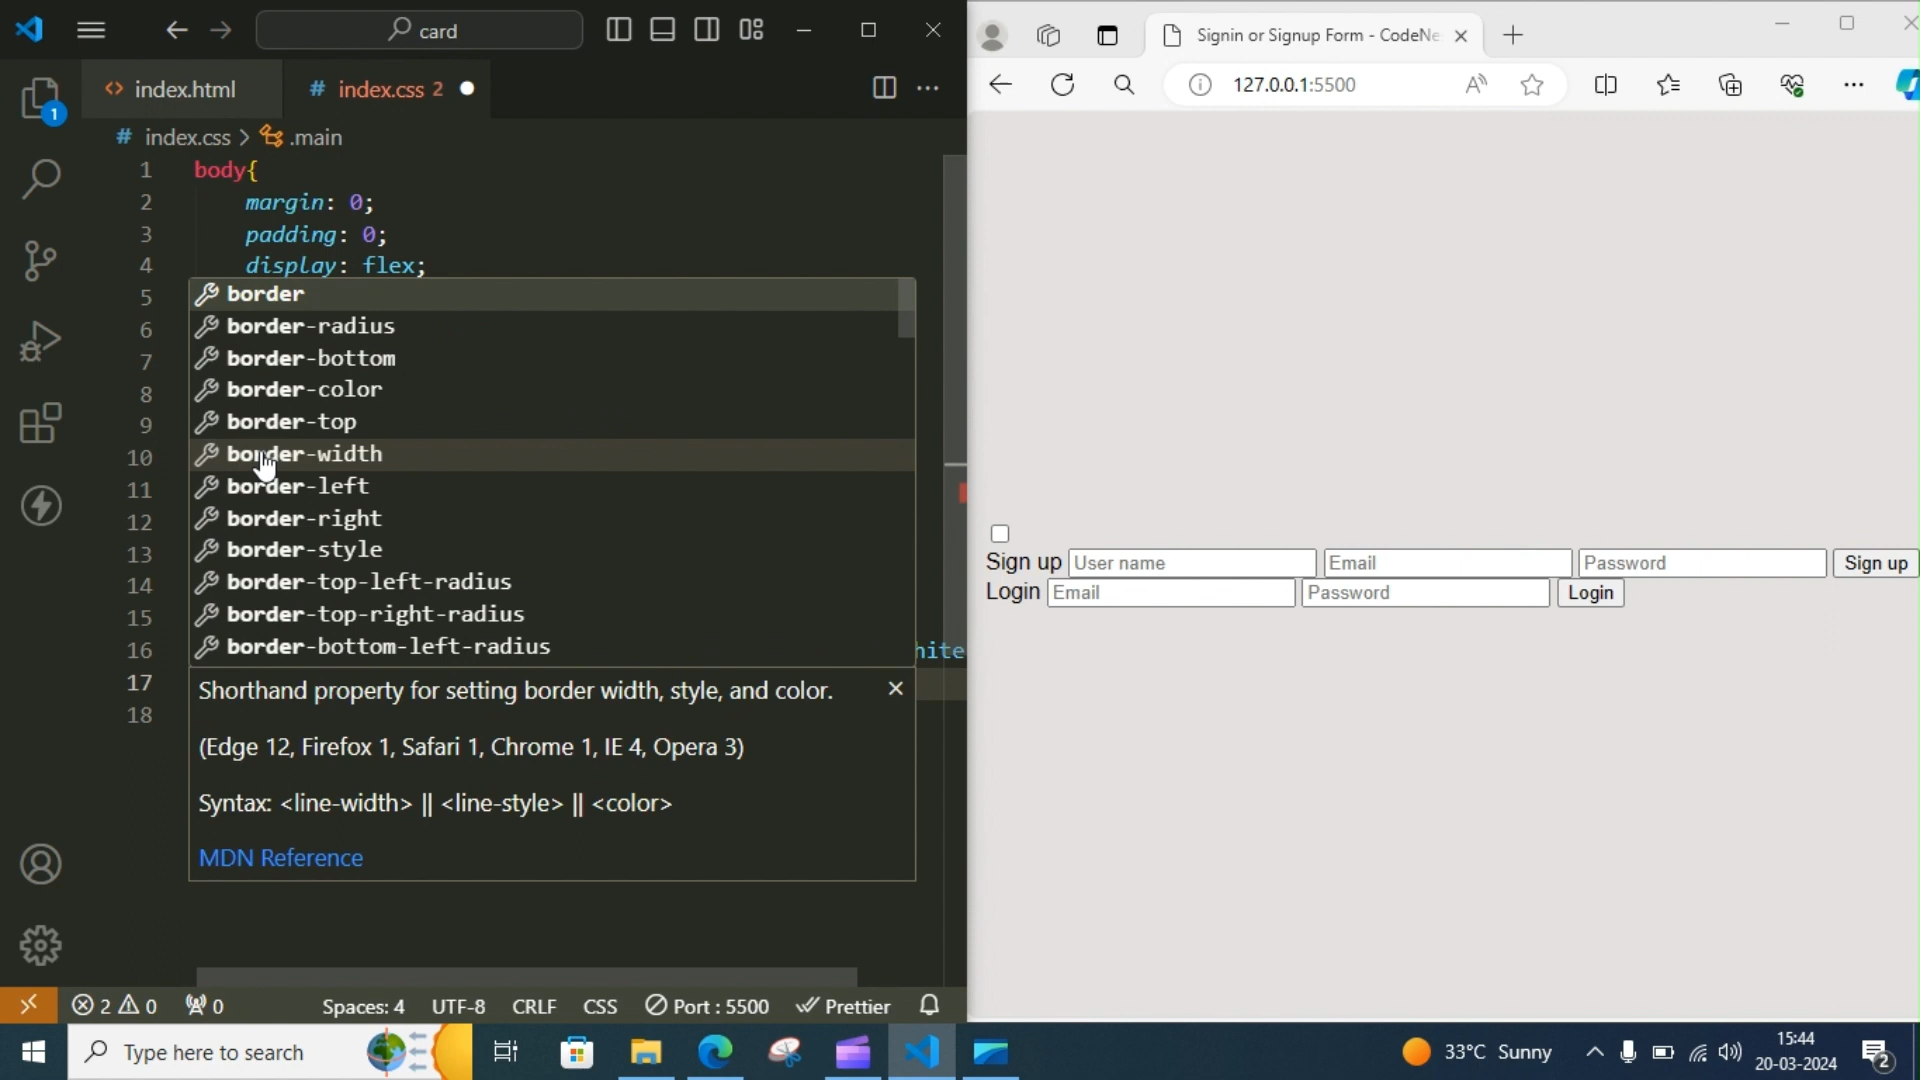 card
index.html
# index.css 2
# index.css > .main
1 body{
2 margin: 0;
3 padding: 0;
4 display: flex;
5
6
7
8
9
10
11
12
13
14
15
16
17
18
border
border-radius
border-bottom
border-color
border-top
border-width
border-left
border-right
border-style
border-top-left-radius
border-top-right-radius
border-bottom-left-radius
Shorthand property for setting border width, style, and color.
(Edge 12, Firefox 1, Safari 1, Chrome 1, IE 4, Opera 3)
Syntax: <line-width> || <line-style> || <color>
MDN Reference
1
2 0 0 Spaces: 4 UTF-8 CRLF CSS Port : 5500 Prettier
Signin or Signup Form - CodeNe
127.0.0.1:5500
Sign up User name Email Password Sign up
Login Email Password Login
Type here to search
33°C Sunny
15:44
20-03-2024
2